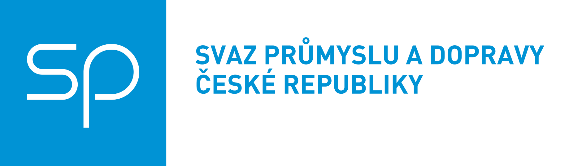 sp
SVAZ PRŮMYSLU A DOPRAVY
ČESKÉ REPUBLIKY